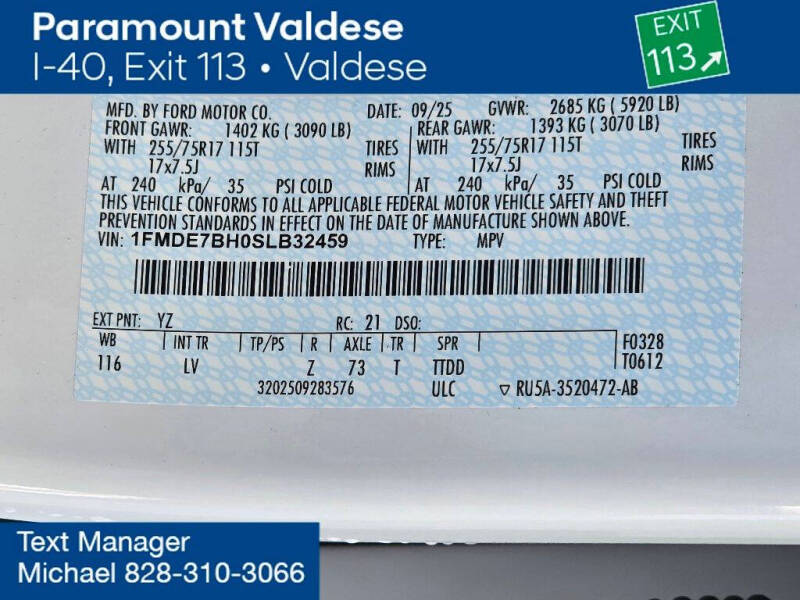 Paramount Valdese
I-40, Exit 113 • Valdese
EXIT
113
MFD. BY FORD MOTOR CO. DATE: 09/25 GVWR: 2685 KG ( 5920 LB)
FRONT GAWR: 1402 KG ( 3090 LB) REAR GAWR: 1393 KG ( 3070 LB)
WITH 255/75R17 115T TIRES WITH 255/75R17 115T TIRES
17x7.5J RIMS 17x7.5J RIMS
AT 240 kPa/ 35 PSI COLD AT 240 kPa/ 35 PSI COLD
THIS VEHICLE CONFORMS TO ALL APPLICABLE FEDERAL MOTOR VEHICLE SAFETY AND THEFT
PREVENTION STANDARDS IN EFFECT ON THE DATE OF MANUFACTURE SHOWN ABOVE.
VIN: 1FMDE7BH0SLB32459 TYPE: MPV
EXT PNT: YZ RC: 21 DSO:
WB INT TR TP/PS R AXLE TR SPR F0328
116 LV Z 73 T TTDD T0612
3202509283576 ULC ▽ RU5A-3520472-AB
Text Manager
Michael 828-310-3066